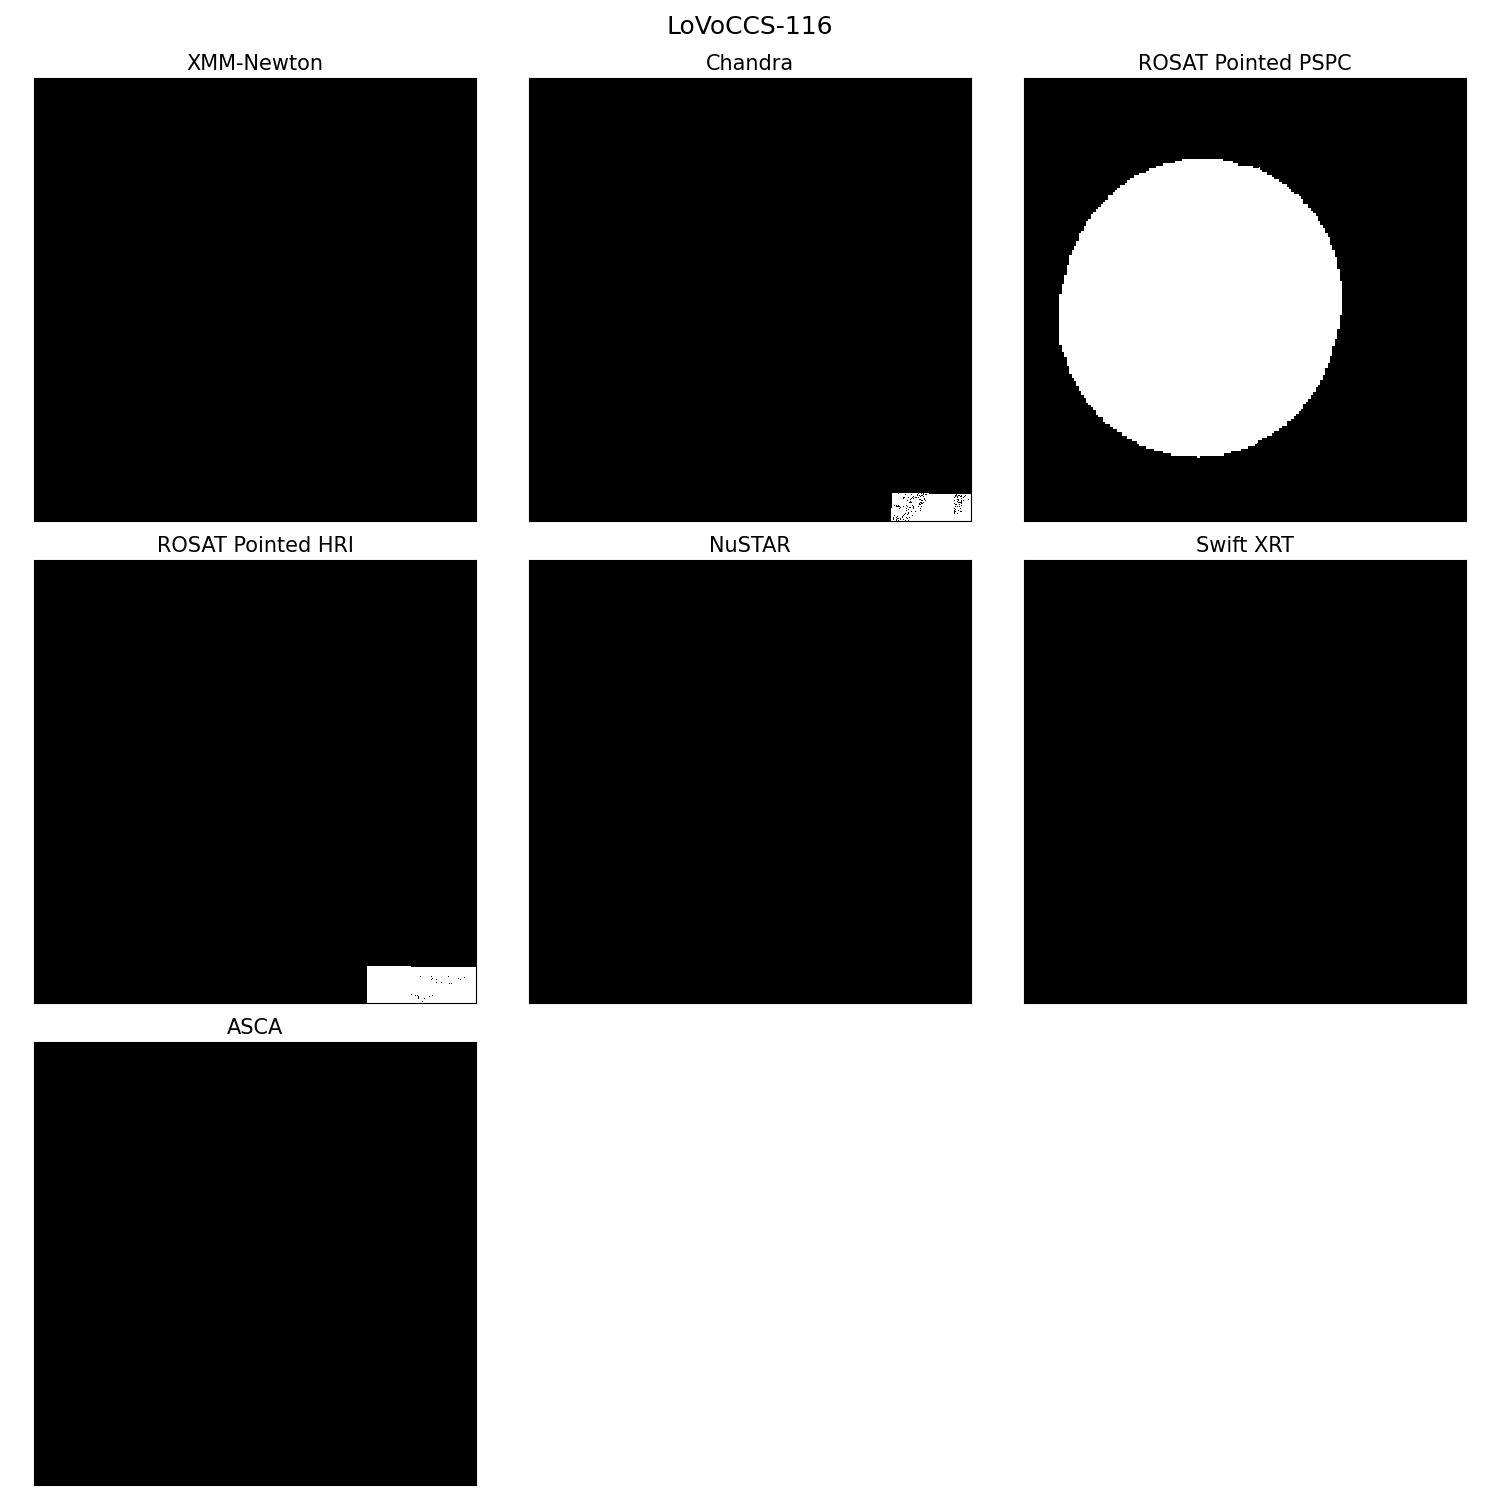 LoVoCCS-116
XMM-Newton
Chandra
ROSAT Pointed PSPC
ROSAT Pointed HRI
NuSTAR
Swift XRT
ASCA